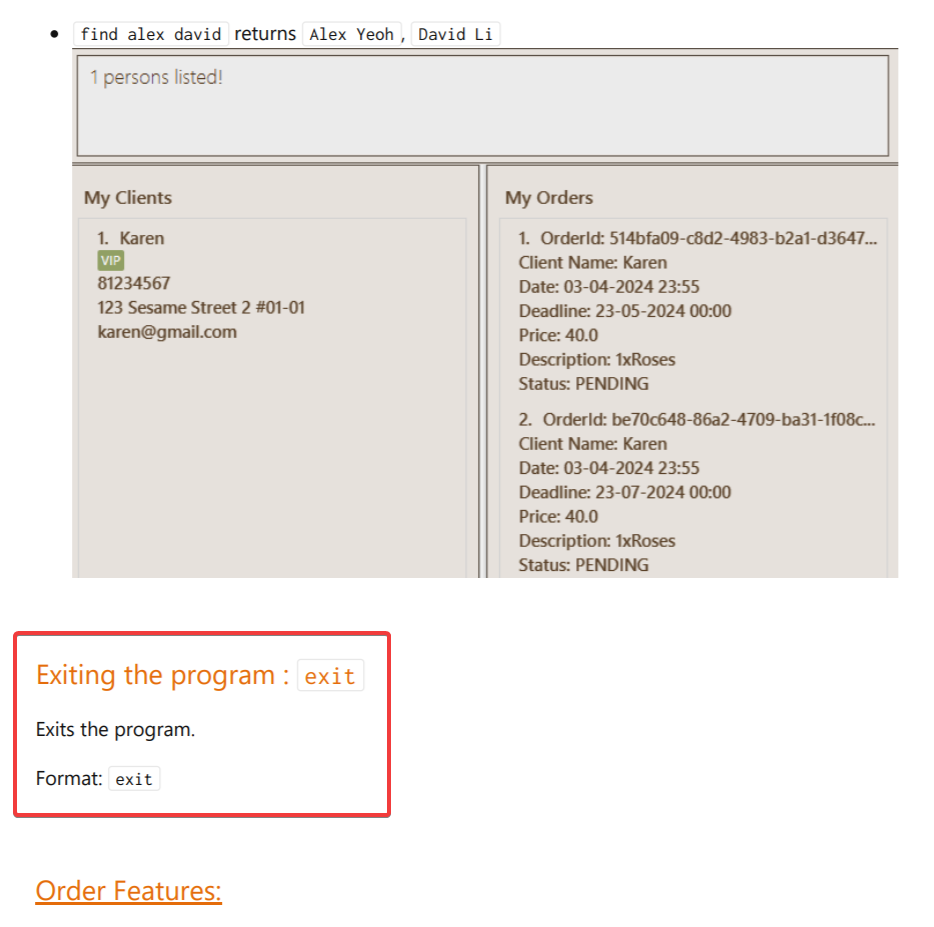 find alex david returns Alex Yeoh, David Li
1 persons listed!
My Clients
1. Karen
VIP
81234567
123 Sesame Street 2 #01-01
karen@gmail.com
My Orders
1. OrderId: 514bfa09-c8d2-4983-b2a1-d3647...
Client Name: Karen
Date: 03-04-2024 23:55
Deadline: 23-05-2024 00:00
Price: 40.0
Description: 1xRoses
Status: PENDING
2. OrderId: be70c648-86a2-4709-ba31-1f08c...
Client Name: Karen
Date: 03-04-2024 23:55
Deadline: 23-07-2024 00:00
Price: 40.0
Description: 1xRoses
Status: PENDING
Exiting the program : exit
Exits the program.
Format: exit
Order Features: